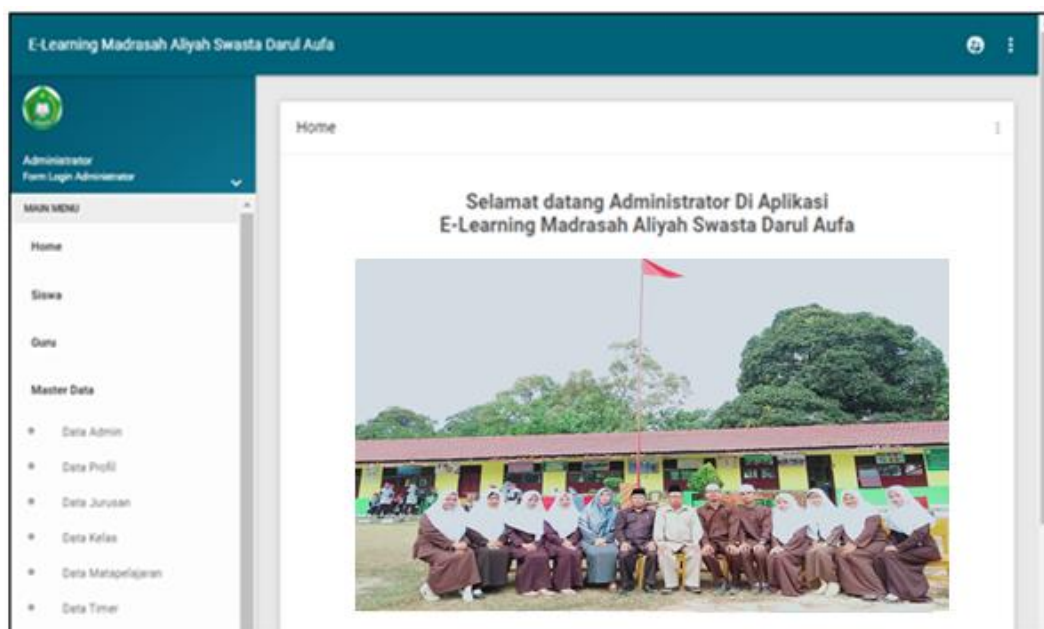 E-Learning Madrasah Aliyah Swasta Darul Aufa
Administrator
Form Login Administrator
MAIN MENU
Home
Siswa
Guru
Master Data
Data Admin
Data Profil
Data Jurusan
Data Kelas
Data Matapelajaran
Data Timer
Home
Selamat datang Administrator Di Aplikasi
E-Learning Madrasah Aliyah Swasta Darul Aufa